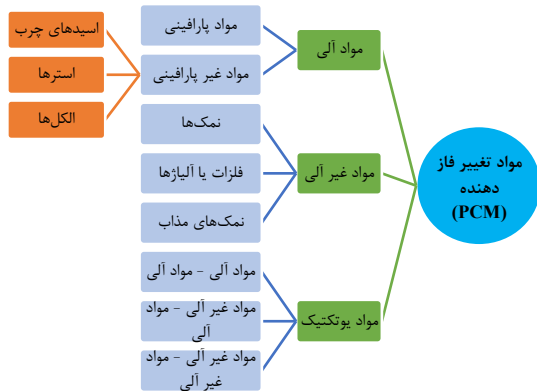 مواد تغییر فاز
دهنده
(PCM)
مواد آلی
مواد پارافینی
مواد غیر پارافینی
اسیدهای چرب
استرها
الکل‌ها
مواد غیر آلی
نمک‌ها
فلزات یا آلیاژها
نمک‌های مذاب
مواد یوتکتیک
مواد آلی - مواد آلی
مواد غیر آلی - مواد
آلی
مواد غیر آلی - مواد
غیر آلی